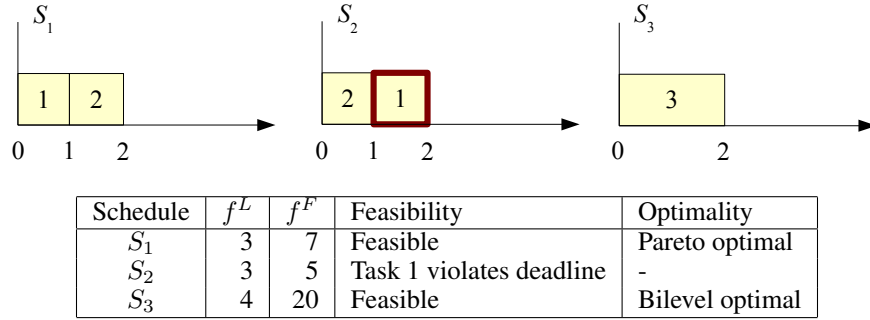 S1 S2 S3
1 2 2 1 3
0 1 2 0 1 2 0 2
Schedule f^L f^F Feasibility Optimality
S1 3 7 Feasible Pareto optimal
S2 3 5 Task 1 violates deadline -
S3 4 20 Feasible Bilevel optimal